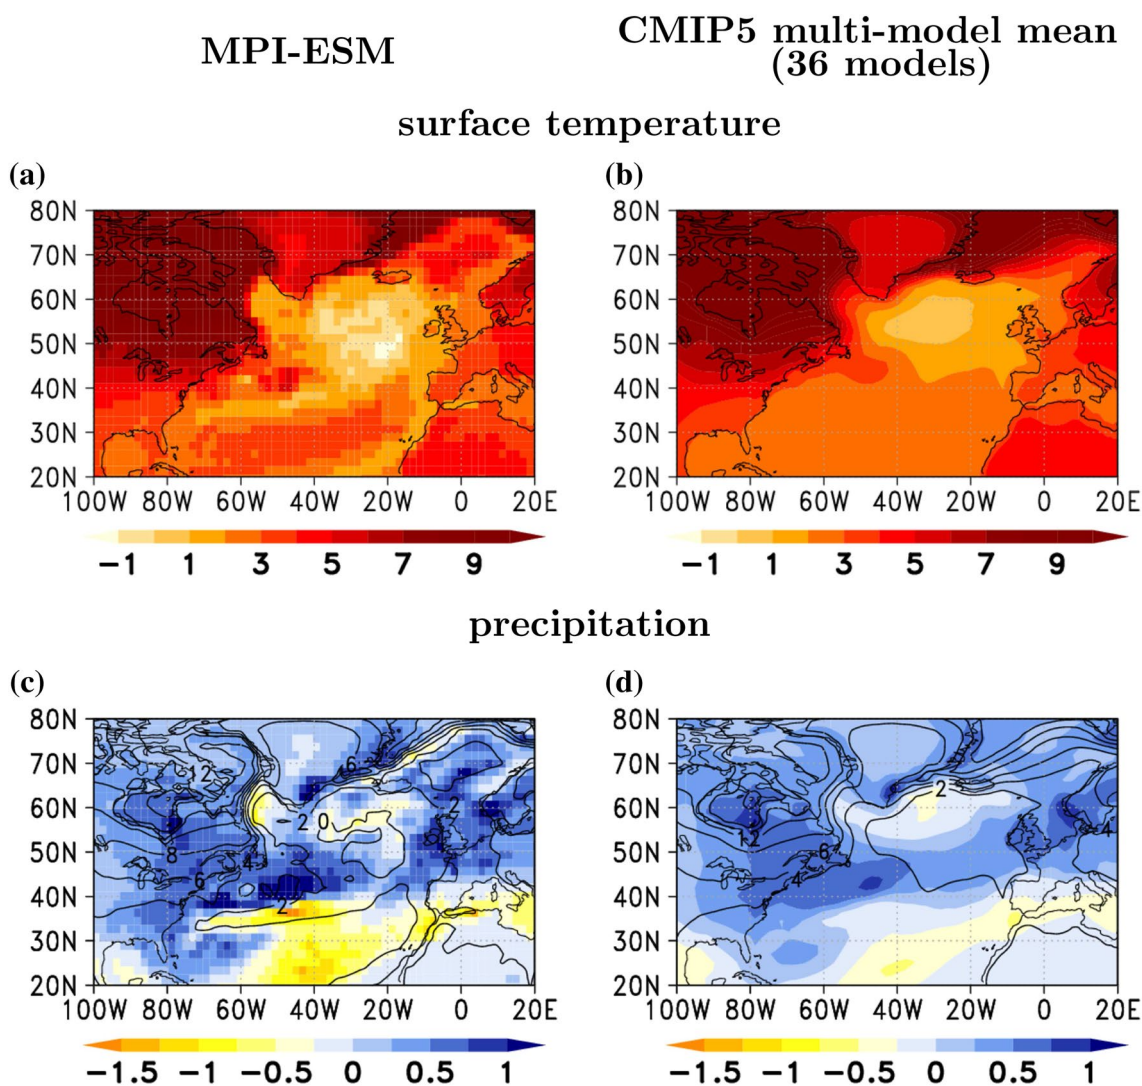 MPI-ESM
CMIP5 multi-model mean
(36 models)
surface temperature
(a)
(b)
80N
70N
60N
50N
40N
30N
20N
100W 80W 60W 40W 20W 0 20E
80N
70N
60N
50N
40N
30N
20N
100W 80W 60W 40W 20W 0 20E
−1 1 3 5 7 9
−1 1 3 5 7 9
precipitation
(c)
(d)
80N
70N
60N
50N
40N
30N
20N
12
6
2
2
0
8
4
6
2
100W 80W 60W 40W 20W 0 20E
80N
70N
60N
50N
40N
30N
20N
2
12
6
4
4
100W 80W 60W 40W 20W 0 20E
−1.5 −1 −0.5 0 0.5 1
−1.5 −1 −0.5 0 0.5 1